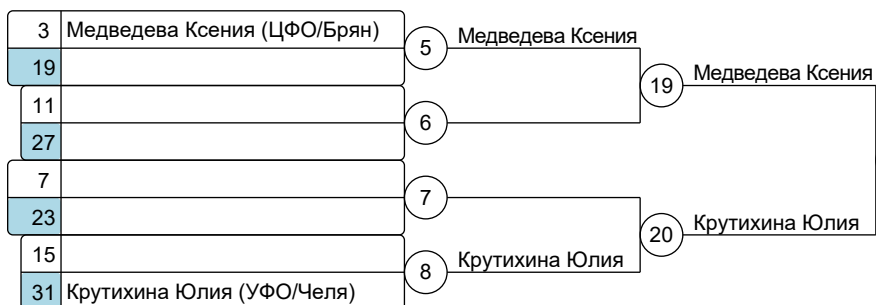 3 Медведева Ксения (ЦФО/Брян)
5 Медведева Ксения
19
19 Медведева Ксения
11
6
27
7
7
23
20 Крутихина Юлия
15
8 Крутихина Юлия
31 Крутихина Юлия (УФО/Челя)